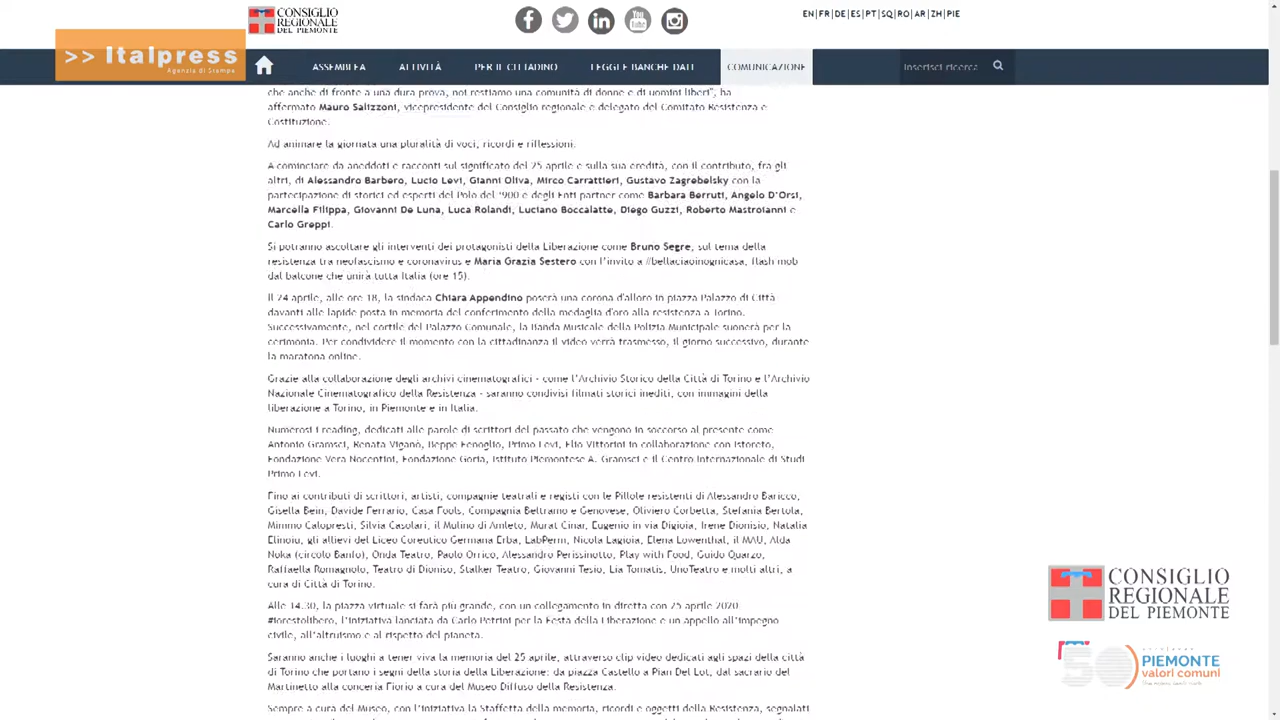 CONSIGLIO
REGIONALE
DEL PIEMONTE
EN|FR|DE|ES|PT|SQ|RO|AR|ZH|PIE
>> Italpress
Agenzia di Stampa
ASSEMBLEA
ATTIVITÀ
PER IL CITTADINO
LEGGI E BANCHE DATI
COMUNICAZIONE
Inserisci ricerca
che anche di fronte a una dura prova, noi restiamo una comunità di donne e di uomini liberi", ha
affermato Mauro Salizzoni, vicepresidente del Consiglio regionale e delegato del Comitato Resistenza e
Costituzione.
Ad animare la giornata una pluralità di voci, ricordi e riflessioni.
A cominciare da aneddoti e racconti sul significato del 25 aprile e sulla sua eredità, con il contributo, fra gli
altri, di Alessandro Barbero, Lucio Levi, Gianni Oliva, Mirco Carrattieri, Gustavo Zagrebelsky con la
partecipazione di storici ed esperti del Polo del '900 e degli Enti partner come Barbara Berruti, Angelo D'Orsi,
Marcella Filippa, Giovanni De Luna, Luca Rolandi, Luciano Boccalatte, Diego Guzzi, Roberto Mastroianni e
Carlo Greppi.
Si potranno ascoltare gli interventi dei protagonisti della Liberazione come Bruno Segre, sul tema della
resistenza tra neofascismo e coronavirus e Maria Grazia Sestero con l'invito a #bellaciaoinognicasa, flash mob
dal balcone che unirà tutta Italia (ore 15).
Il 24 aprile, alle ore 18, la sindaca Chiara Appendino poserà una corona d'alloro in piazza Palazzo di Città
davanti alle lapide posta in memoria del conferimento della medaglia d'oro alla resistenza a Torino.
Successivamente, nel cortile del Palazzo Comunale, la Banda Musicale della Polizia Municipale suonerà per la
cerimonia. Per condividere il momento con la cittadinanza il video verrà trasmesso, il giorno successivo, durante
la maratona online.
Grazie alla collaborazione degli archivi cinematografici - come l'Archivio Storico della Città di Torino e l'Archivio
Nazionale Cinematografico della Resistenza - saranno condivisi filmati storici inediti, con immagini della
liberazione a Torino, in Piemonte e in Italia.
Numerosi i reading, dedicati alle parole di scrittori del passato che vengono in soccorso al presente come
Antonio Gramsci, Renata Viganò, Beppe Fenoglio, Primo Levi, Elio Vittorini in collaborazione con Istoreto,
Fondazione Vera Nocentini, Fondazione Goria, Istituto Piemontese A. Gramsci e il Centro Internazionale di Studi
Primo Levi.
Fino ai contributi di scrittori, artisti, compagnie teatrali e registi con le Pillole resistenti di Alessandro Baricco,
Gisella Bein, Davide Ferrario, Casa Fools, Compagnia Beltramo e Genovese, Oliviero Corbetta, Stefania Bertola,
Mimmo Calopresti, Silvia Casolari, il Mulino di Amleto, Murat Cinar, Eugenio in via Digioia, Irene Dionisio, Natalia
Elinoiu, gli allievi del Liceo Coreutico Germana Erba, LabPerm, Nicola Lagioia, Elena Lowenthal, il MAU, Alda
Noka (circolo Banfo), Onda Teatro, Paolo Orrico, Alessandro Perissinotto, Play with Food, Guido Quarzo,
Raffaella Romagnolo, Teatro di Dioniso, Stalker Teatro, Giovanni Tesio, Lia Tomatis, UnoTeatro e molti altri, a
cura di Città di Torino.
Alle 14.30, la piazza virtuale si farà più grande, con un collegamento in diretta con 25 aprile 2020
#iorestolibero, l'iniziativa lanciata da Carlo Petrini per la Festa della Liberazione e un appello all'impegno
civile, all'altruismo e al rispetto del pianeta.
Saranno anche i luoghi a tener viva la memoria del 25 aprile, attraverso clip video dedicati agli spazi della città
di Torino che portano i segni della storia della Liberazione: da piazza Castello a Pian Del Lot, dal sacrario del
Martinetto alla conceria Fiorio a cura del Museo Diffuso della Resistenza.
Sempre a cura del Museo, con l'iniziativa la Staffetta della memoria, ricordi e oggetti della Resistenza, segnalati
CONSIGLIO
REGIONALE
DEL PIEMONTE
50
PIEMONTE
valori comuni